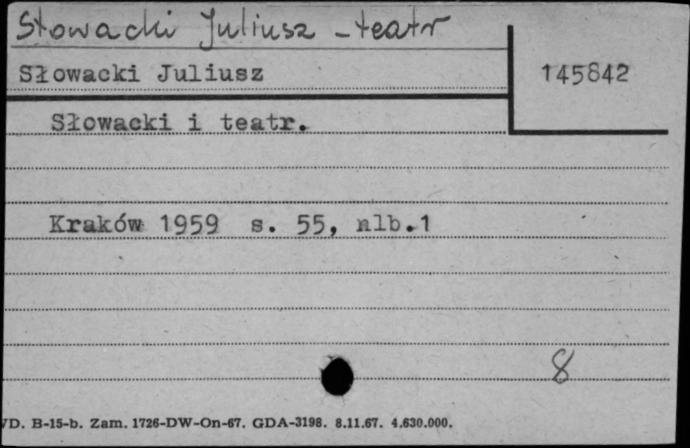 Słowacki Juliusz - teatr
Słowacki Juliusz
145842
Słowacki i teatr.
Kraków 1959 s. 55, nlb.1
8
VD. B-15-b. Zam. 1726-DW-On-67. GDA-3198. 8.11.67. 4.630.000.